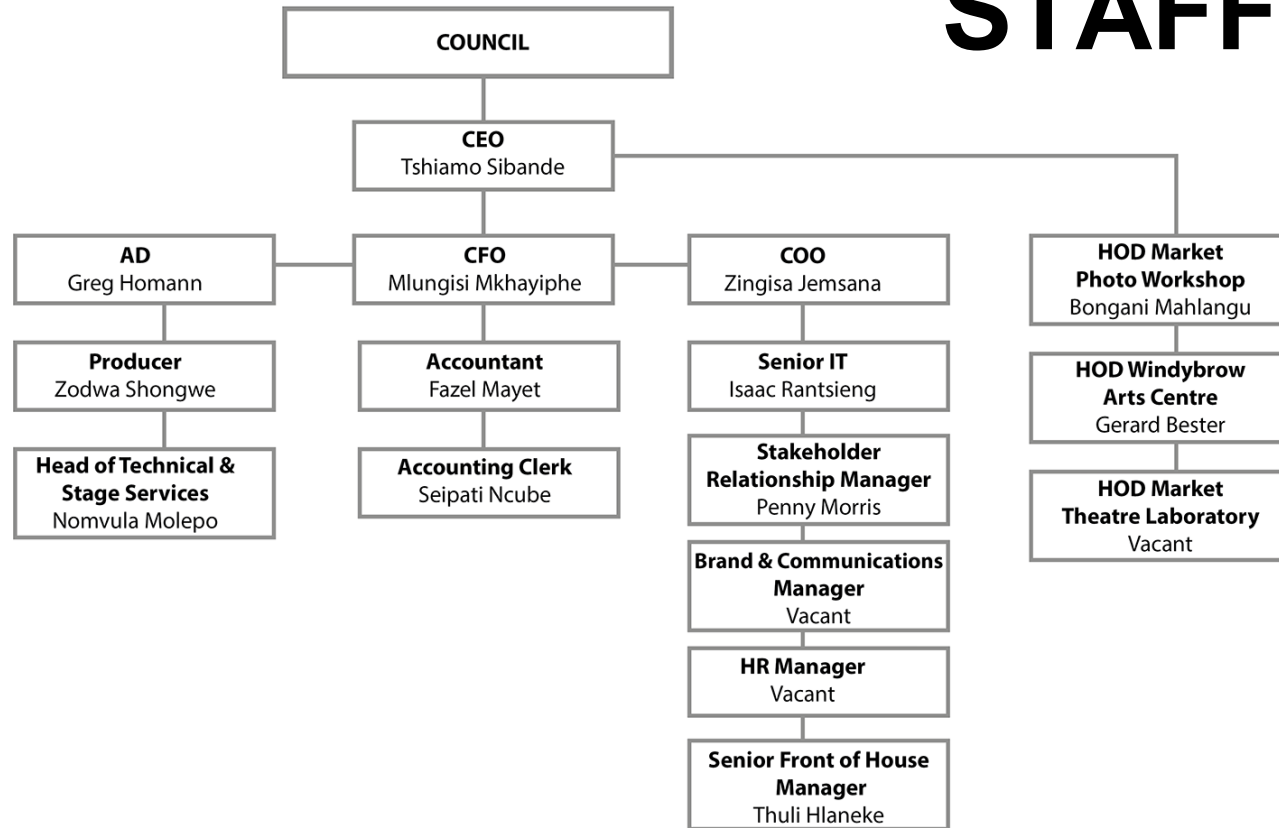 STAFF
COUNCIL
CEO
Tshiamo Sibande
AD
Greg Homann
CFO
Mlungisi Mkhayiphe
COO
Zingisa Jemsana
HOD Market
Photo Workshop
Bongani Mahlangu
Producer
Zodwa Shongwe
Accountant
Fazel Mayet
Senior IT
Isaac Rantsieng
HOD Windybrow
Arts Centre
Gerard Bester
Head of Technical &
Stage Services
Nomvula Molepo
Accounting Clerk
Seipati Ncube
Stakeholder
Relationship Manager
Penny Morris
HOD Market
Theatre Laboratory
Vacant
Brand & Communications
Manager
Vacant
HR Manager
Vacant
Senior Front of House
Manager
Thuli Hlaneke